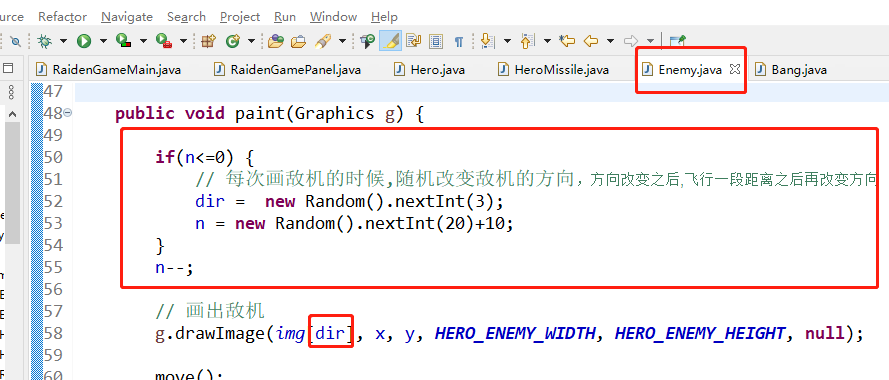 ource Refactor Navigate Search Project Run Window Help
RaidenGameMain.java RaidenGamePanel.java Hero.java HeroMissile.java Enemy.java Bang.java
47
48 public void paint(Graphics g) {
49
50 if(n<=0) {
51 // 每次画敌机的时候,随机改变敌机的方向，方向改变之后,飞行一段距离之后再改变方向
52 dir = new Random().nextInt(3);
53 n = new Random().nextInt(20)+10;
54 }
55 n--;
56
57 // 画出敌机
58 g.drawImage(img[dir], x, y, HERO_ENEMY_WIDTH, HERO_ENEMY_HEIGHT, null);
59
60 move();